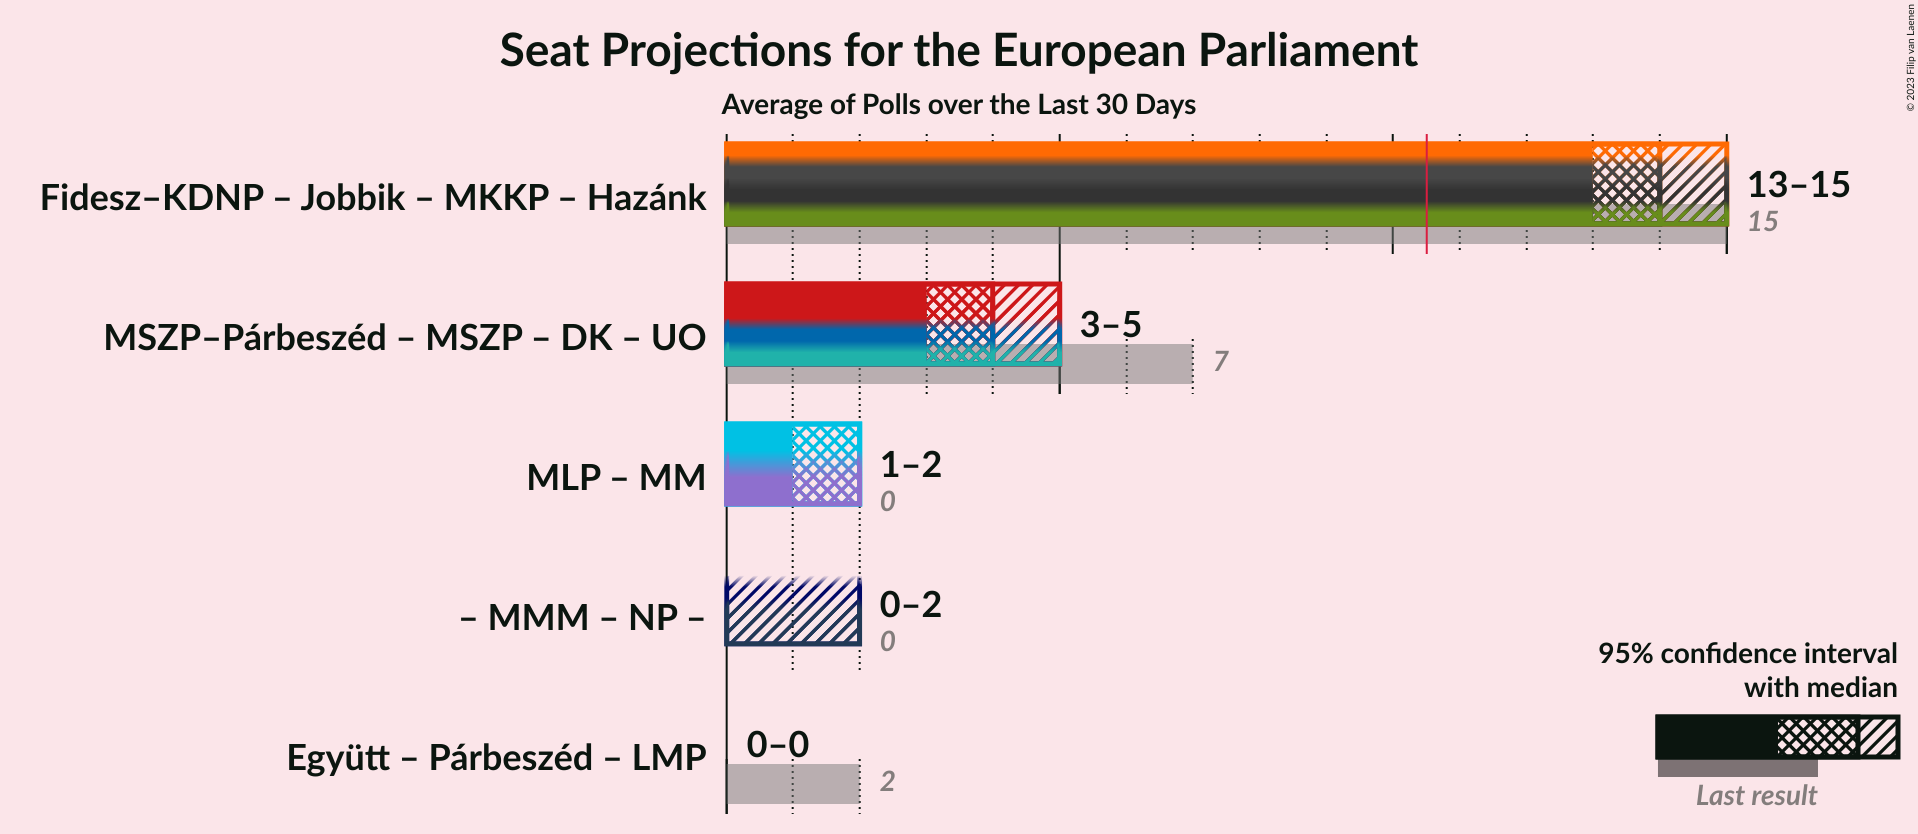 Seat Projections for the European Parliament
Average of Polls over the Last 30 Days
© 2023 Filip van Laenen
Fidesz–KDNP – Jobbik – MKKP – Hazánk
13–15
15
MSZP–Párbeszéd – MSZP – DK – UO
3–5
7
MLP – MM
1–2
0
– MMM – NP –
0–2
0
Együtt – Párbeszéd – LMP
0–0
2
95% confidence interval
with median
Last result